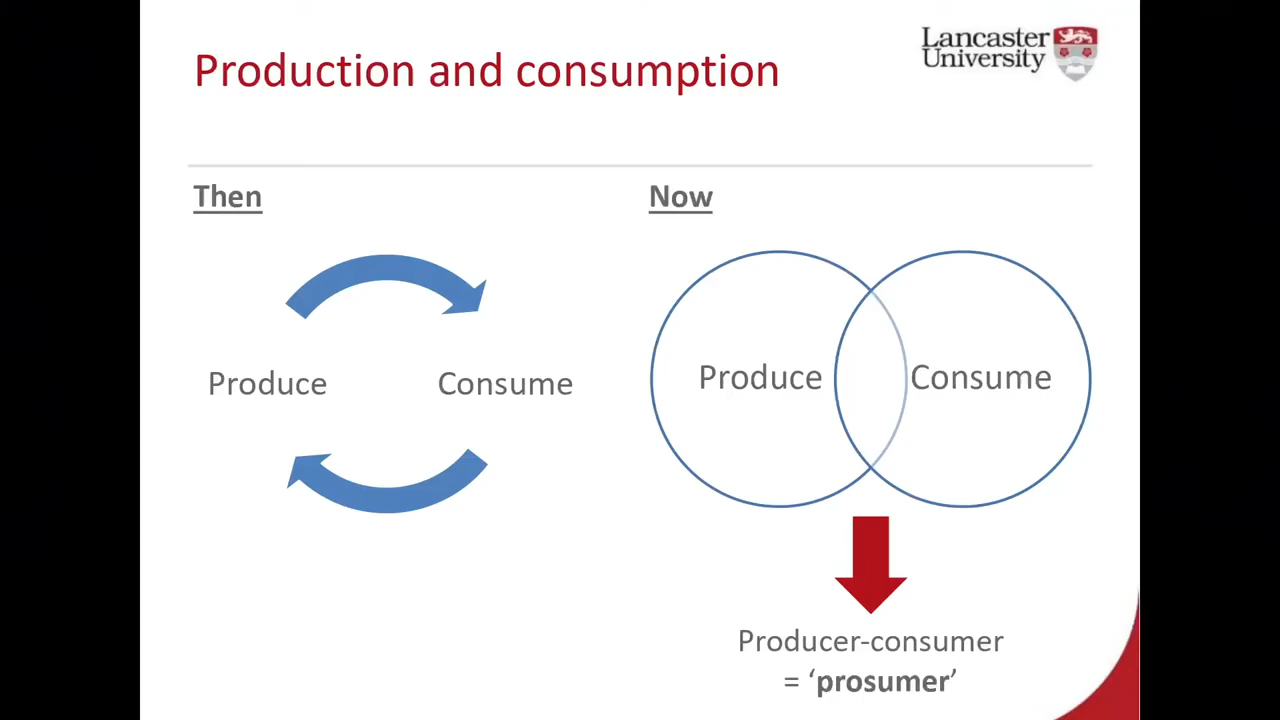 Production and consumption
Lancaster
University
Then
Now
Produce
Consume
Produce
Consume
Producer-consumer
= ‘prosumer’